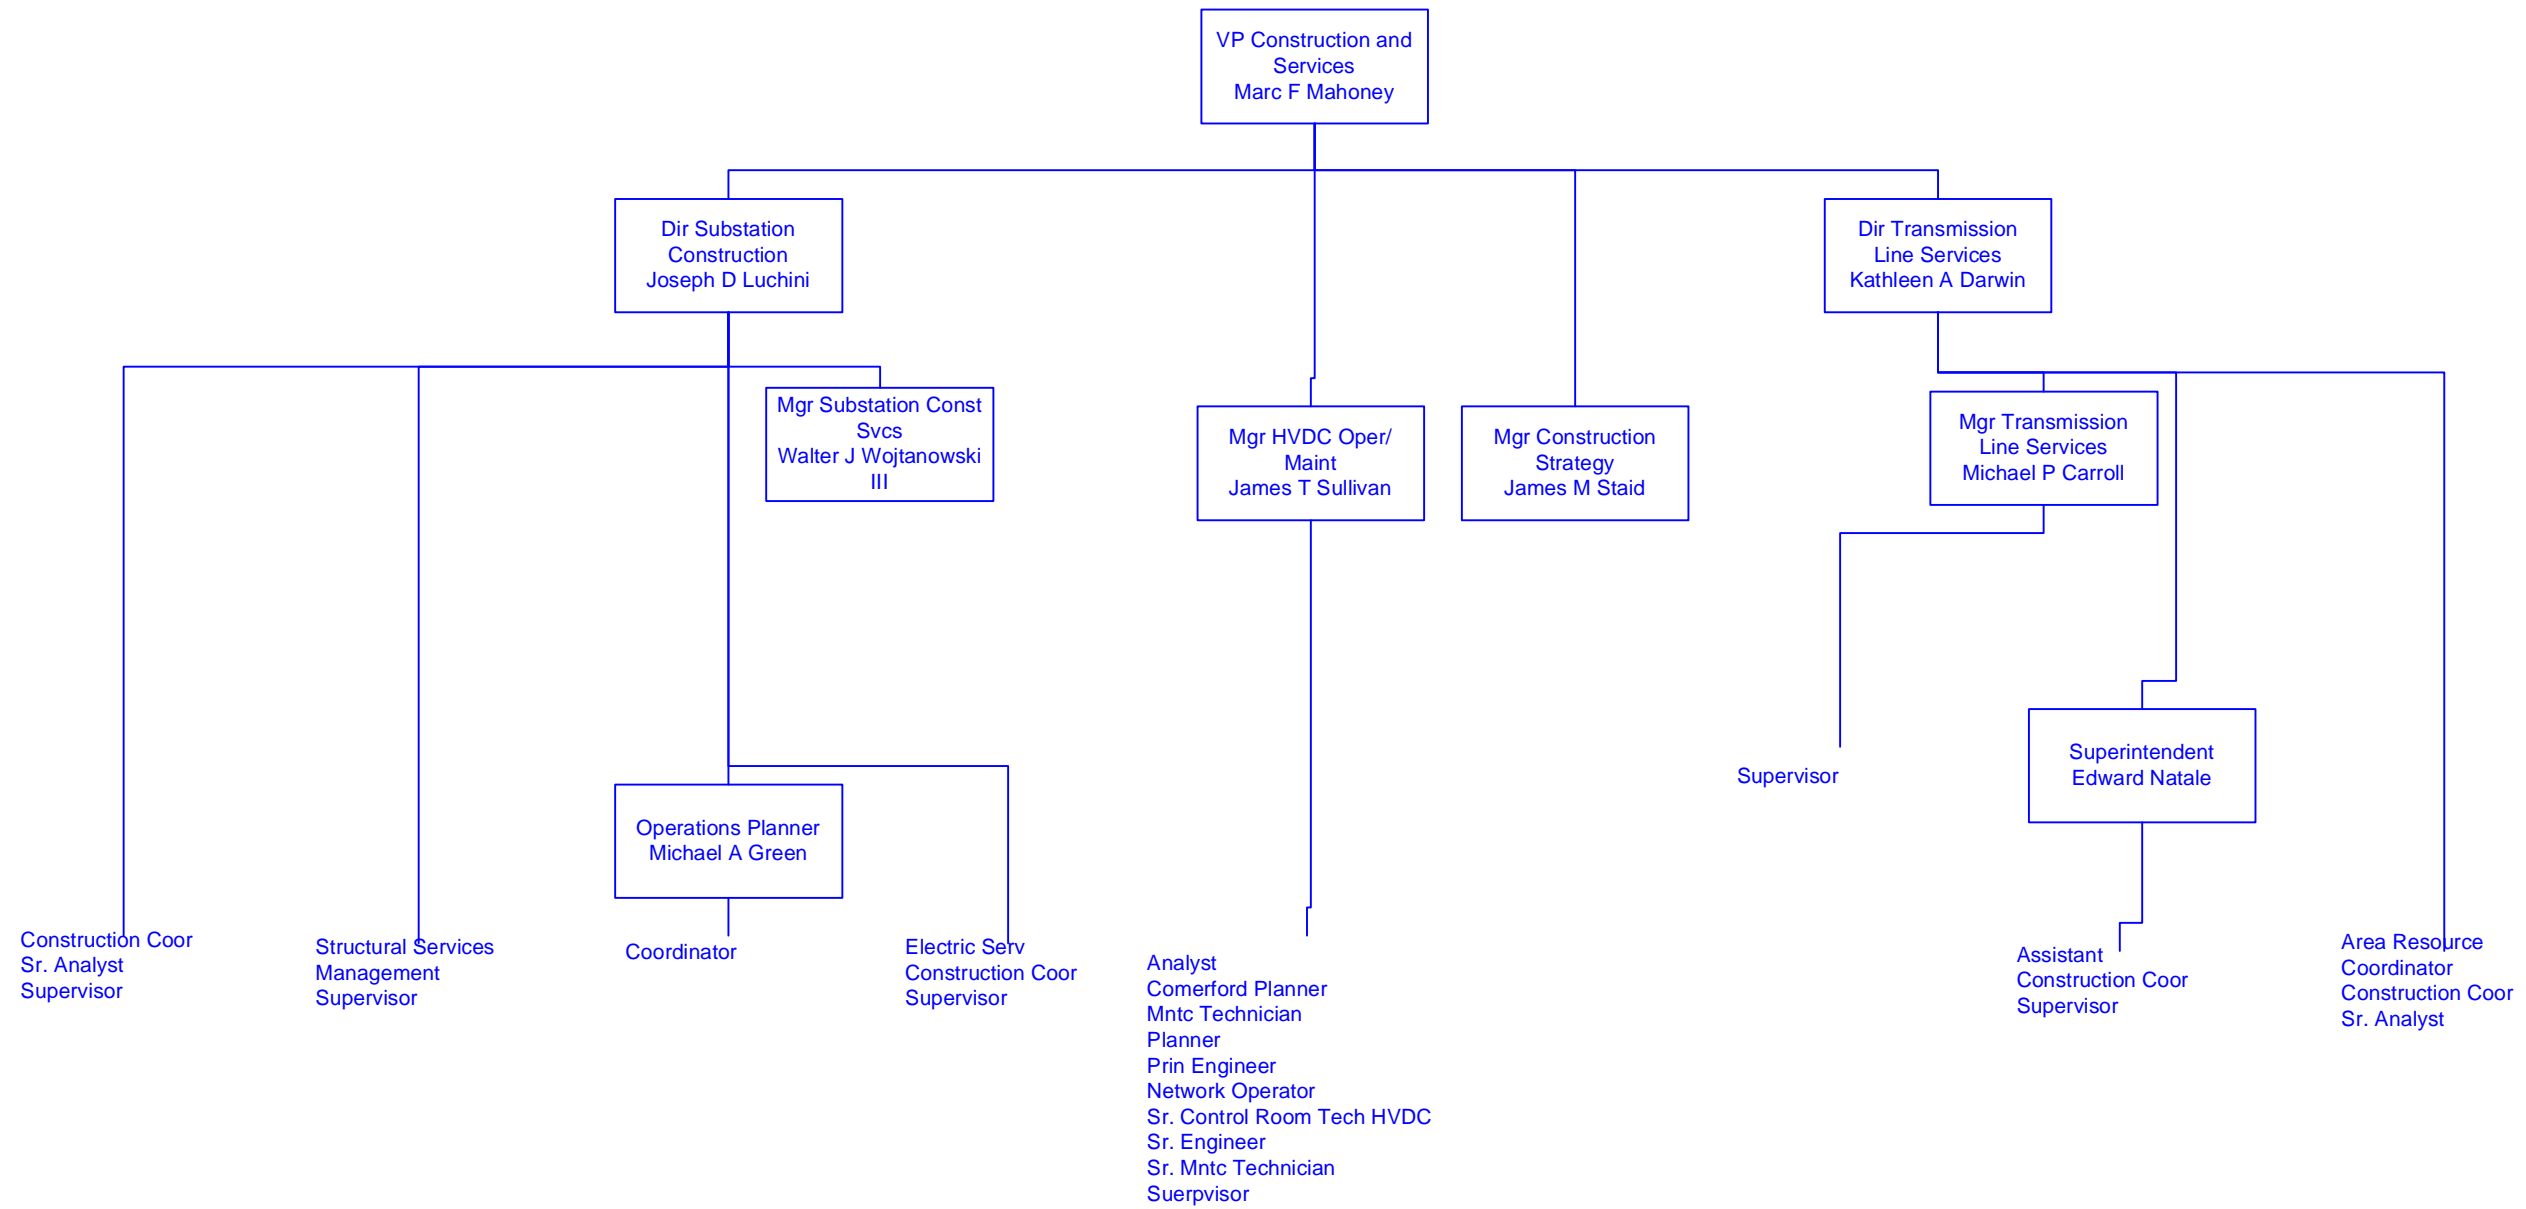 VP Construction and
Services
Marc F Mahoney
Dir Substation
Construction
Joseph D Luchini
Dir Transmission
Line Services
Kathleen A Darwin
Mgr Substation Const
Svcs
Walter J Wojtanowski
III
Mgr HVDC Oper/
Maint
James T Sullivan
Mgr Construction
Strategy
James M Staid
Mgr Transmission
Line Services
Michael P Carroll
Supervisor
Superintendent
Edward Natale
Operations Planner
Michael A Green
Construction Coor
Sr. Analyst
Supervisor
Structural Services
Management
Supervisor
Coordinator
Electric Serv
Construction Coor
Supervisor
Analyst
Comerford Planner
Mntc Technician
Planner
Prin Engineer
Network Operator
Sr. Control Room Tech HVDC
Sr. Engineer
Sr. Mntc Technician
Suerpvisor
Assistant
Construction Coor
Supervisor
Area Resource
Coordinator
Construction Coor
Sr. Analyst